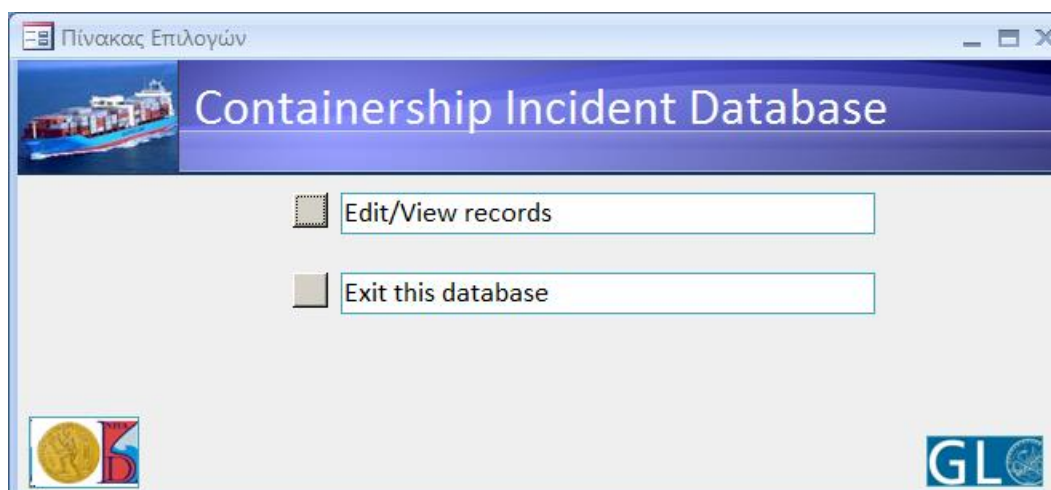 Πίνακας Επιλογών
Containership Incident Database
Edit/View records
Exit this database
GL